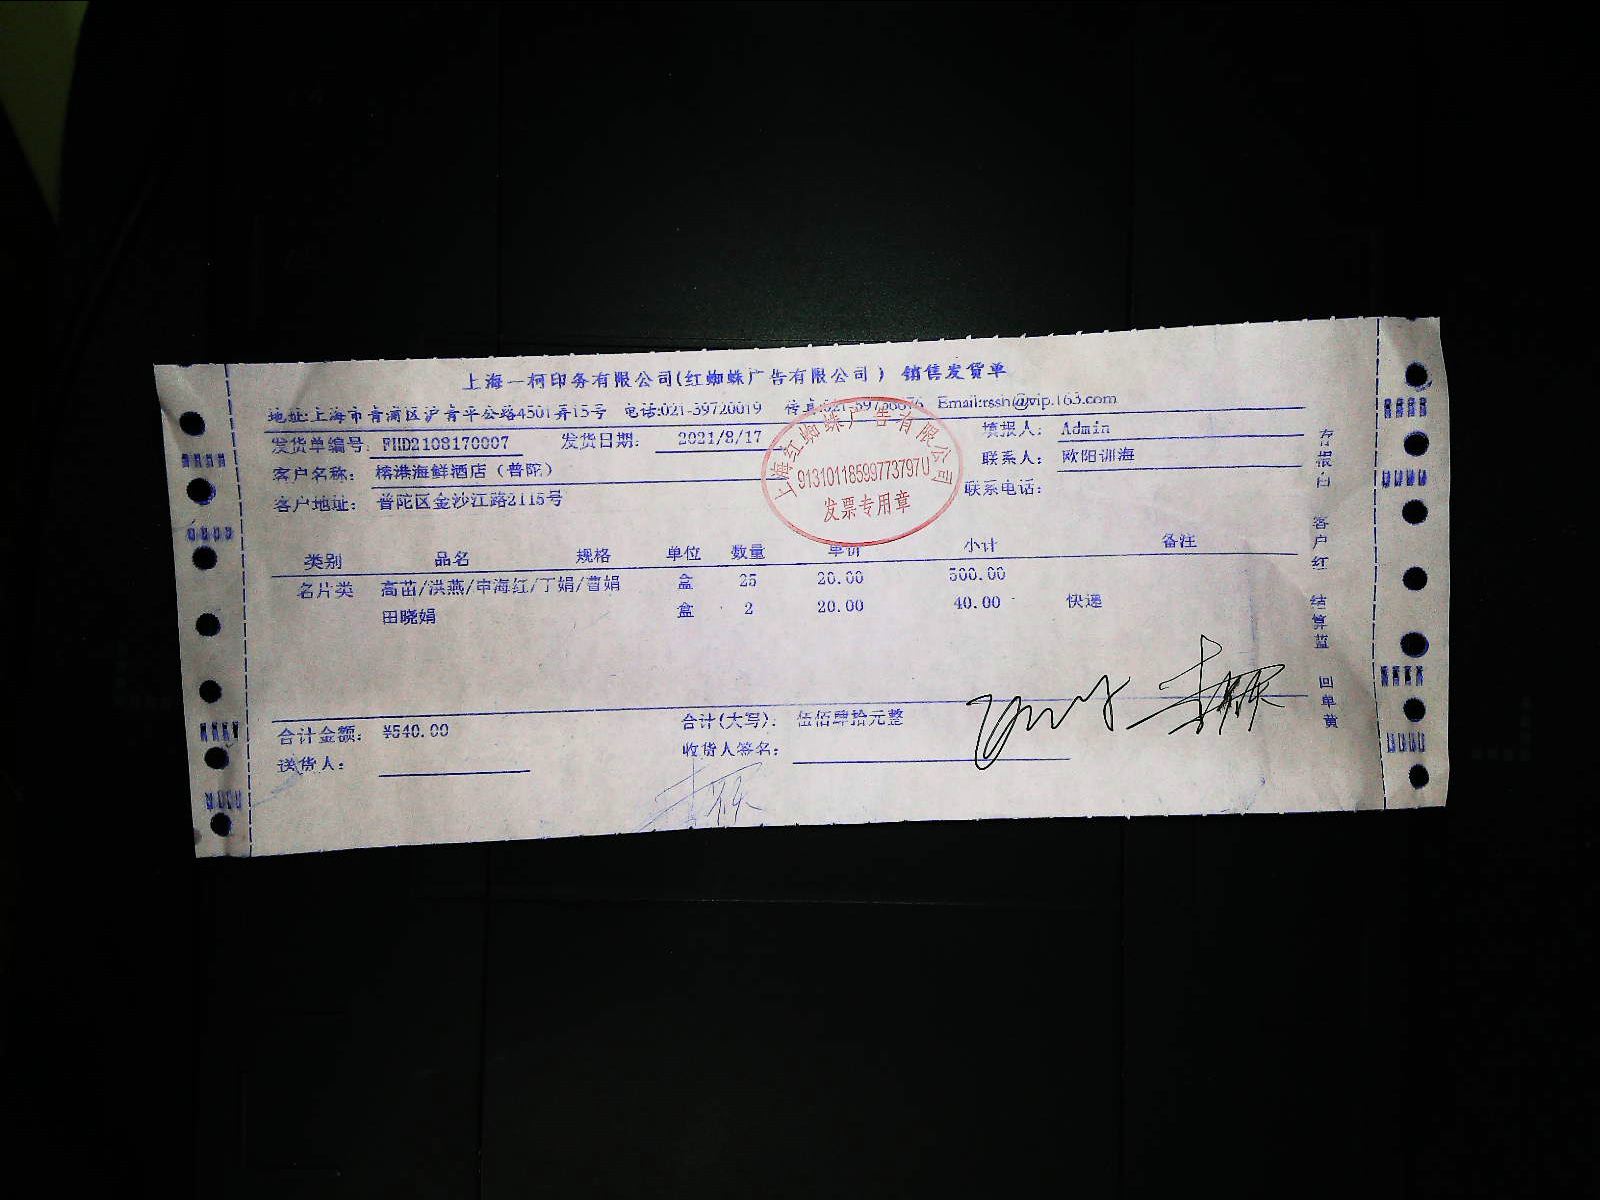 上海一柯印务有限公司(红蜘蛛广告有限公司) 销售发货单
地址:上海市青浦区沪青平公路4501弄15号 电话:021-39720019 传真:021-59758676 Email:rssh@vip.163.com
发货单编号: FHD2108170007 发货日期: 2021/8/17 填报人: Admin
客户名称: 榕港海鲜酒店（普陀） 联系人: 欧阳训海
客户地址: 普陀区金沙江路2115号 联系电话:
上海红蜘蛛广告有限公司
91310118599773797U
发票专用章
类别 品名 规格 单位 数量 单价 小计 备注
名片类 高苗/洪燕/申海红/丁娟/曹娟 盒 25 20.00 500.00
田晓娟 盒 2 20.00 40.00 快递
合计金额: ¥540.00 合计(大写): 伍佰肆拾元整
送货人: 收货人签名:
存根白 客户红 结算蓝 回单黄